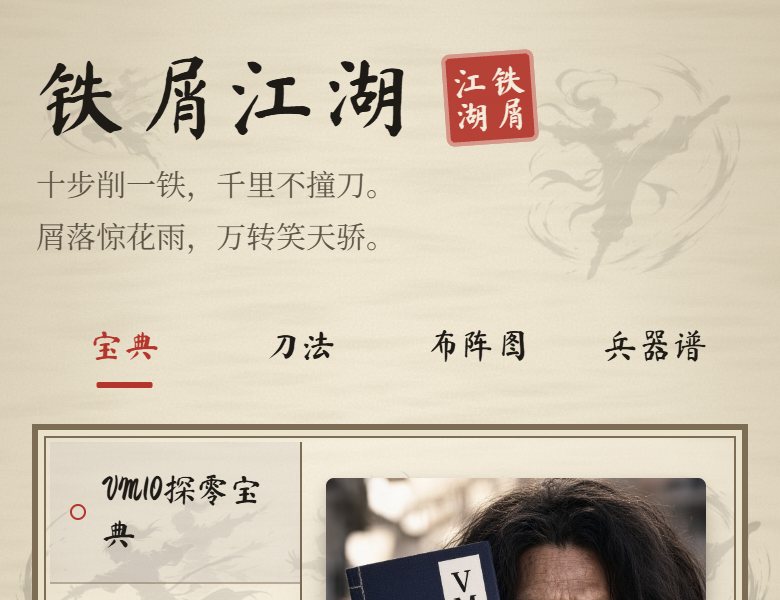 铁屑江湖
铁屑
江湖
十步削一铁，千里不撞刀。
屑落惊花雨，万转笑天骄。
宝典
刀法
布阵图
兵器谱
VM10探零宝
典
V
M